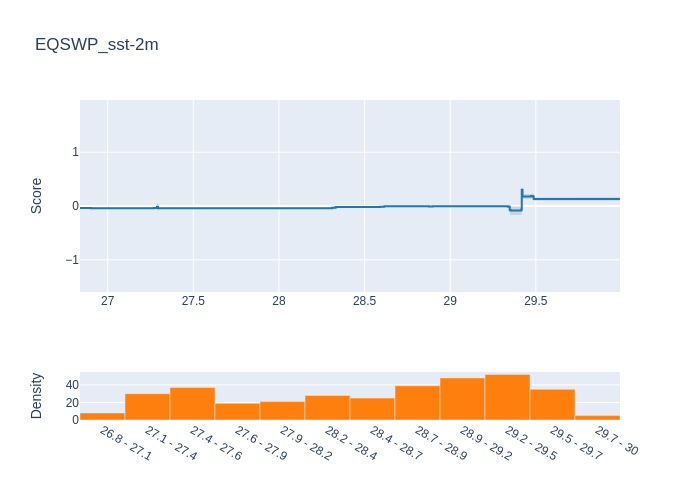 EQSWP_sst-2m
Score
1
0
−1
27
27.5
28
28.5
29
29.5
Density
40
20
0
26.8 - 27.1
27.1 - 27.4
27.4 - 27.6
27.6 - 27.9
27.9 - 28.2
28.2 - 28.4
28.4 - 28.7
28.7 - 28.9
28.9 - 29.2
29.2 - 29.5
29.5 - 29.7
29.7 - 30